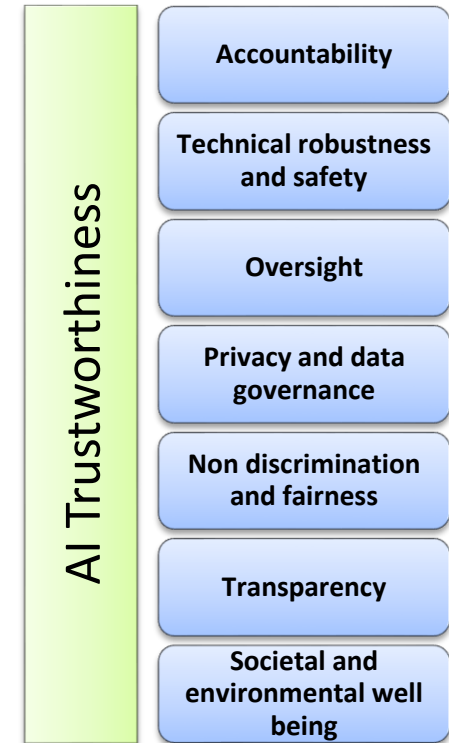 AI Trustworthiness
Accountability
Technical robustness
and safety
Oversight
Privacy and data
governance
Non discrimination
and fairness
Transparency
Societal and
environmental well
being